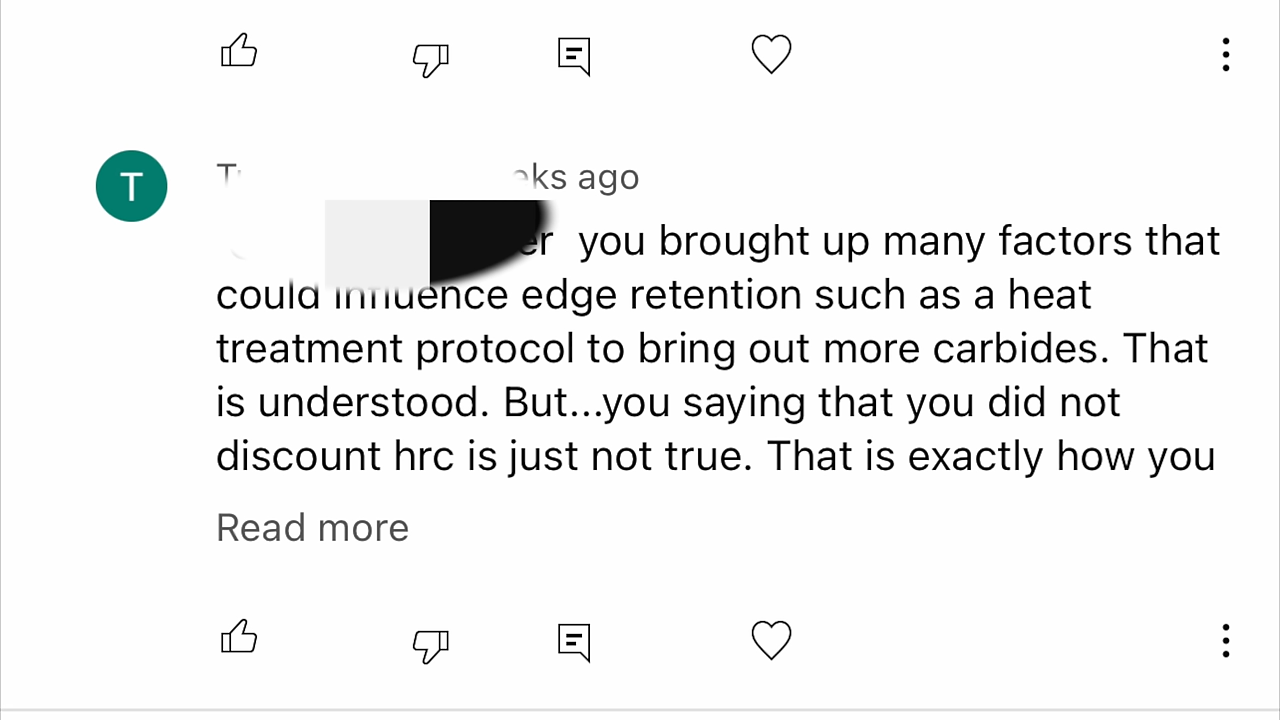 T
eks ago
you brought up many factors that
could influence edge retention such as a heat
treatment protocol to bring out more carbides. That
is understood. But...you saying that you did not
discount hrc is just not true. That is exactly how you
Read more